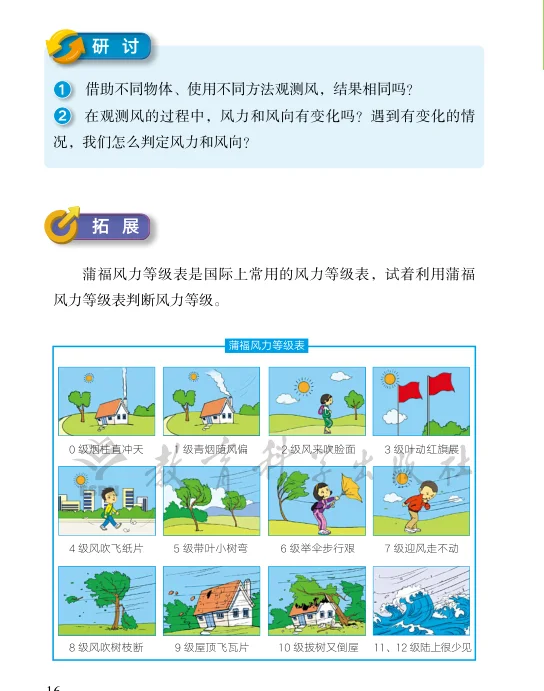 研讨
1 借助不同物体、使用不同方法观测风，结果相同吗？
2 在观测风的过程中，风力和风向有变化吗？遇到有变化的情
况，我们怎么判定风力和风向？
拓展
蒲福风力等级表是国际上常用的风力等级表，试着利用蒲福
风力等级表判断风力等级。
蒲福风力等级表
0 级烟柱直冲天
1 级青烟随风偏
2 级风来吹脸面
3 级叶动红旗展
教育科学出版社
4 级风吹飞纸片
5 级带叶小树弯
6 级举伞步行艰
7 级迎风走不动
8 级风吹树枝断
9 级屋顶飞瓦片
10 级拔树又倒屋
11、12 级陆上很少见
16